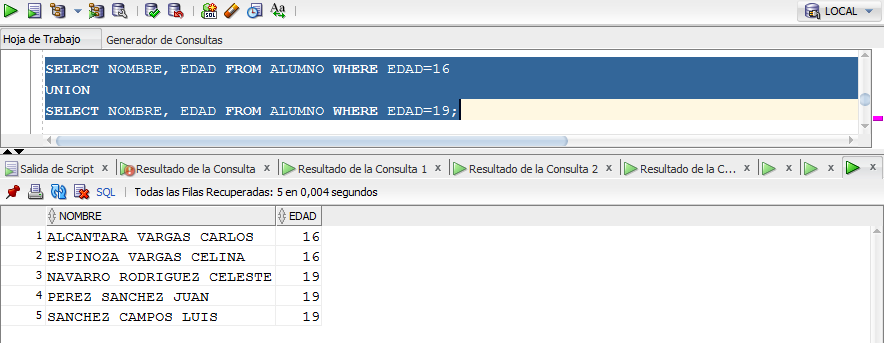 LOCAL
Hoja de Trabajo Generador de Consultas
SELECT NOMBRE, EDAD FROM ALUMNO WHERE EDAD=16
UNION
SELECT NOMBRE, EDAD FROM ALUMNO WHERE EDAD=19;
Salida de Script x Resultado de la Consulta x Resultado de la Consulta 1 x Resultado de la Consulta 2 x Resultado de la C... x x x x
SQL | Todas las Filas Recuperadas: 5 en 0,004 segundos
NOMBRE EDAD
1 ALCANTARA VARGAS CARLOS 16
2 ESPINOZA VARGAS CELINA 16
3 NAVARRO RODRIGUEZ CELESTE 19
4 PEREZ SANCHEZ JUAN 19
5 SANCHEZ CAMPOS LUIS 19